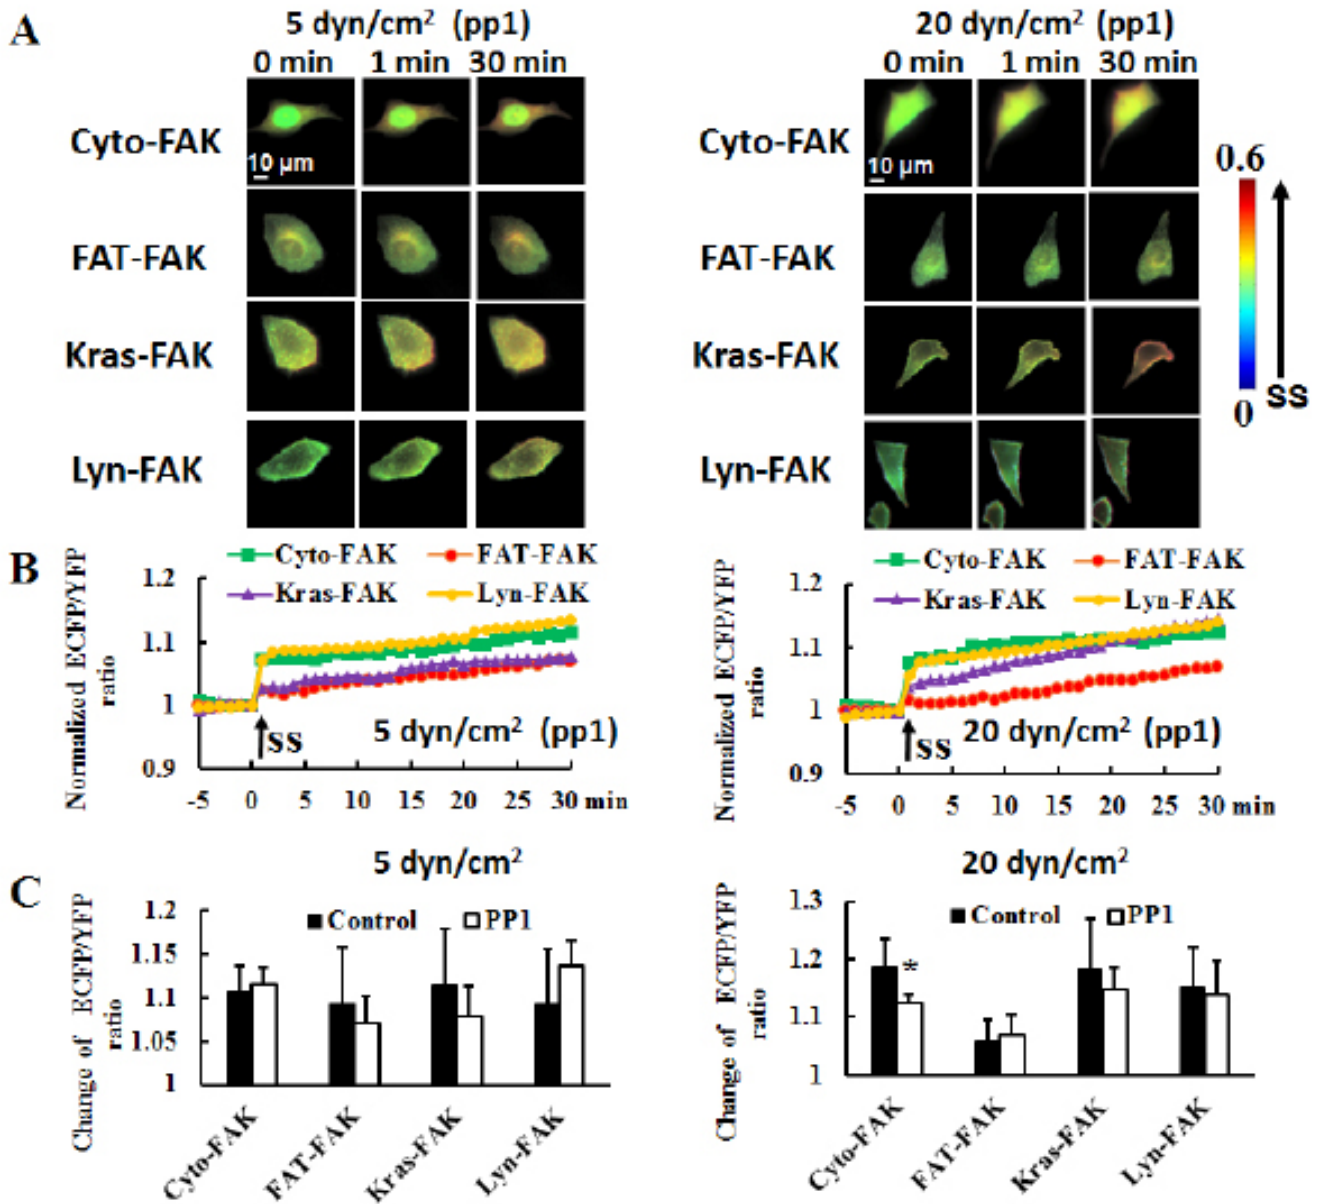 A
5 dyn/cm² (pp1)
0 min 1 min 30 min
Cyto-FAK
10 µm
FAT-FAK
Kras-FAK
Lyn-FAK
20 dyn/cm² (pp1)
0 min 1 min 30 min
Cyto-FAK
10 µm
FAT-FAK
Kras-FAK
Lyn-FAK
0.6
0
SS
B
Cyto-FAK FAT-FAK
Kras-FAK Lyn-FAK
Normalized ECFP/YFP
ratio
1.2
1.1
1
0.9
SS
5 dyn/cm² (pp1)
-5 0 5 10 15 20 25 30 min
Cyto-FAK FAT-FAK
Kras-FAK Lyn-FAK
Normalized ECFP/YFP
ratio
1.2
1.1
1
0.9
SS
20 dyn/cm² (pp1)
-5 0 5 10 15 20 25 30 min
C
5 dyn/cm²
Control PP1
Change of ECFP/YFP
ratio
1.2
1.15
1.1
1.05
1
Cyto-FAK FAT-FAK Kras-FAK Lyn-FAK
20 dyn/cm²
Control PP1
Change of ECFP/YFP
ratio
1.3
1.2
1.1
1
*
Cyto-FAK FAT-FAK Kras-FAK Lyn-FAK